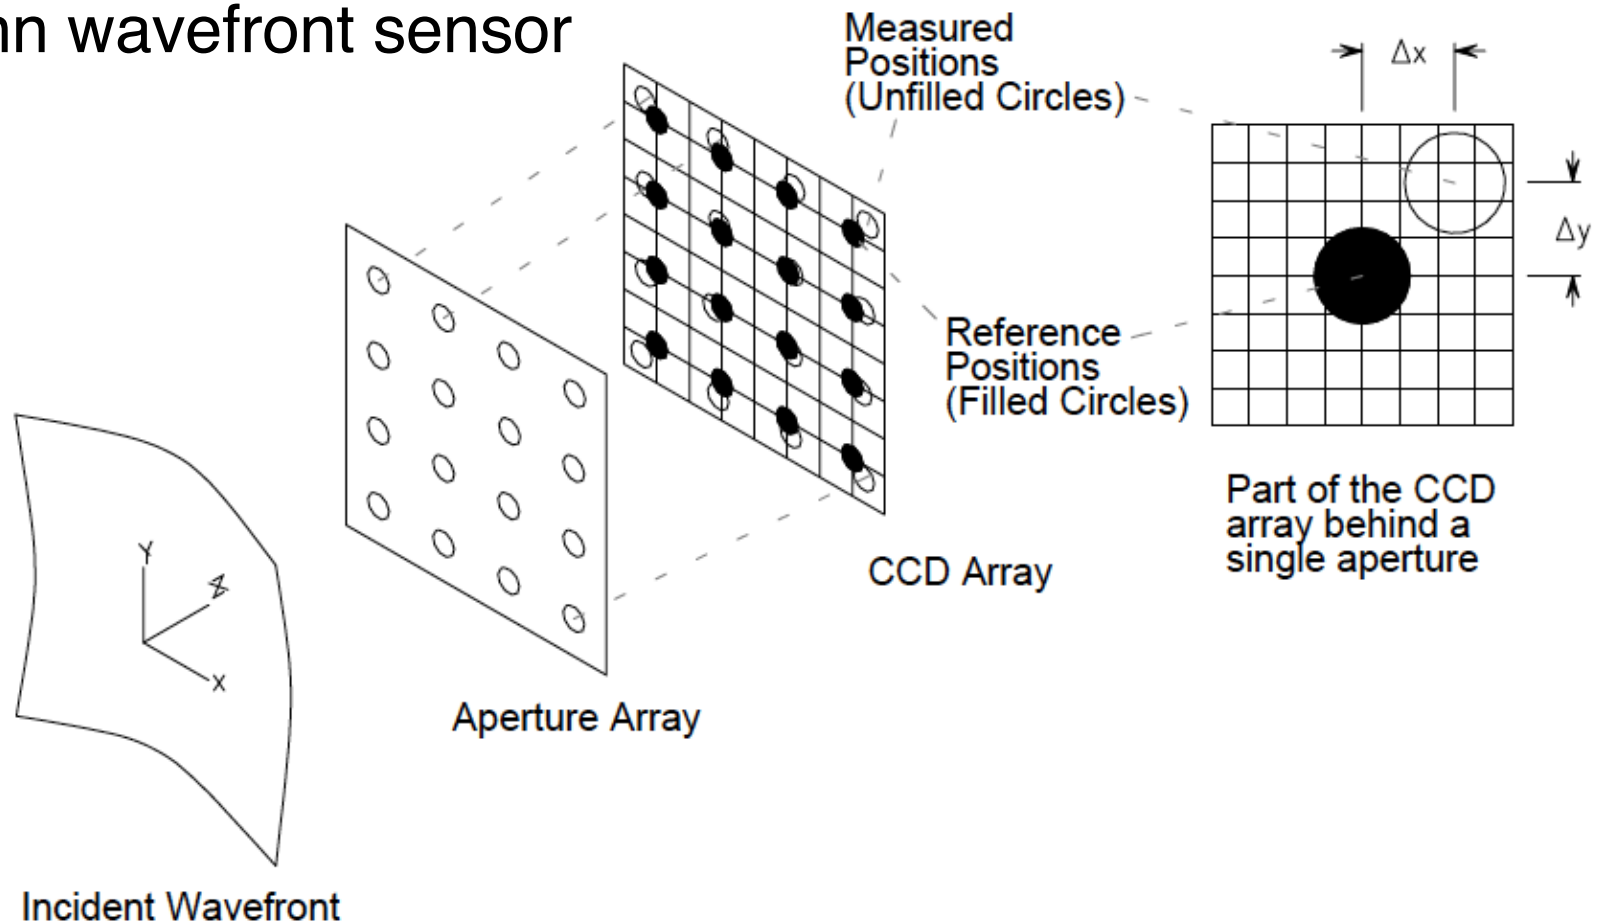 nn wavefront sensor
Measured
Positions
(Unfilled Circles)
Δx
Δy
Reference
Positions
(Filled Circles)
Part of the CCD
array behind a
single aperture
CCD Array
Y
Z
X
Aperture Array
Incident Wavefront